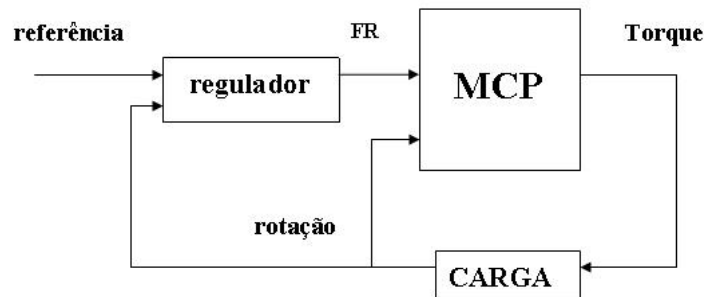 referência
FR
Torque
regulador
MCP
rotação
CARGA